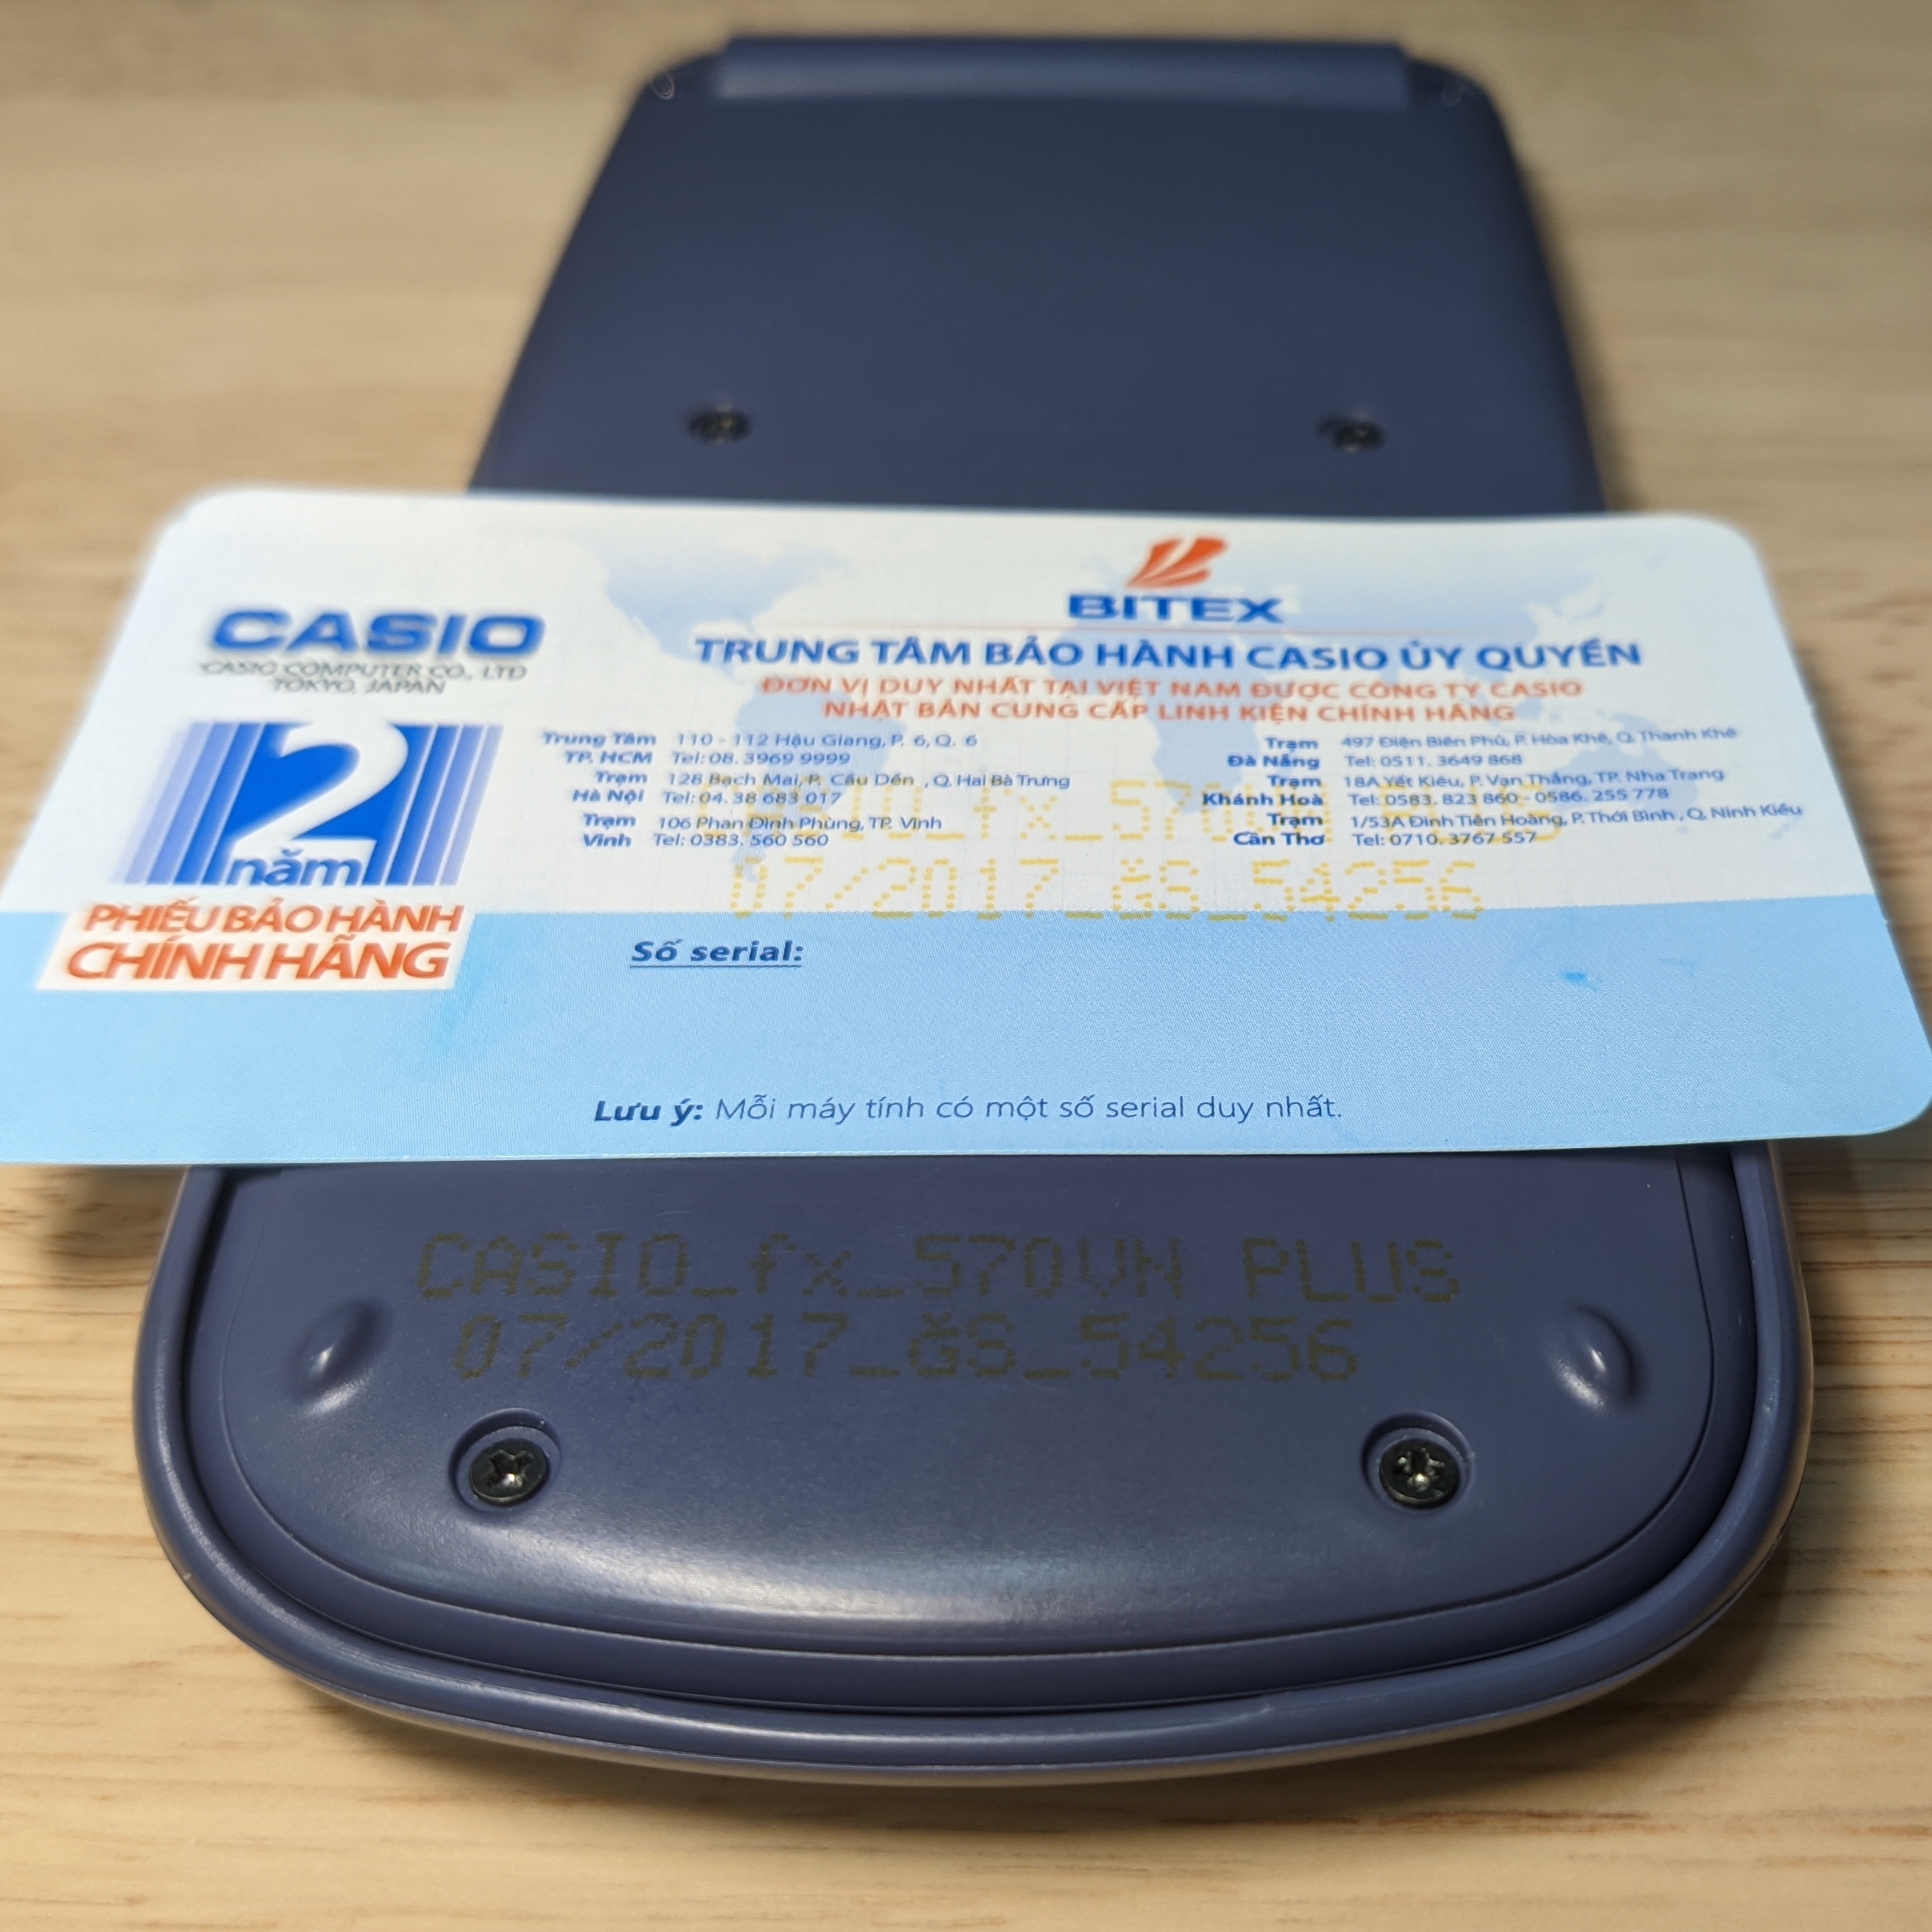 BITEX
CASIO
CASIO COMPUTER CO., LTD
TOKYO, JAPAN
TRUNG TÂM BẢO HÀNH CASIO ỦY QUYỀN
ĐƠN VỊ DUY NHẤT TẠI VIỆT NAM ĐƯỢC CÔNG TY CASIO
NHẬT BẢN CUNG CẤP LINH KIỆN CHÍNH HÃNG
2
năm
PHIẾU BẢO HÀNH
CHÍNH HÃNG
Trung Tâm 110 - 112 Hậu Giang, P. 6, Q. 6
TP. HCM Tel: 08. 3969 9999
Trạm 128 Bạch Mai, P. Cầu Dền , Q. Hai Bà Trưng
Hà Nội Tel: 04. 38 683 017
Trạm 106 Phan Đình Phùng, TP. Vinh
Vinh Tel: 0383. 560 560
Trạm 497 Điện Biên Phủ, P. Hòa Khê, Q. Thanh Khê
Đà Nẵng Tel: 0511. 3649 868
Trạm 18A Yết Kiêu, P. Vạn Thắng, TP. Nha Trang
Khánh Hoà Tel: 0583. 823 860 - 0586. 255 778
Trạm 1/53A Đinh Tiên Hoàng, P. Thới Bình , Q. Ninh Kiều
Cần Thơ Tel: 0710. 3767 557
fx_570VN
07/2017_ğS_54256
Số serial:
Lưu ý: Mỗi máy tính có một số serial duy nhất.
CASIO_fx_570VN PLUS
07/2017_ğS_54256